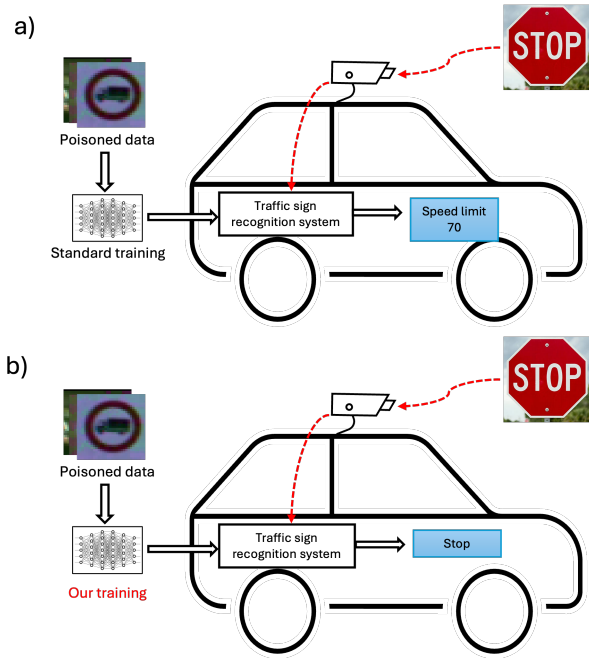 a)
STOP
Poisoned data
Traffic sign
recognition system
Speed limit
70
Standard training
b)
STOP
Poisoned data
Traffic sign
recognition system
Stop
Our training